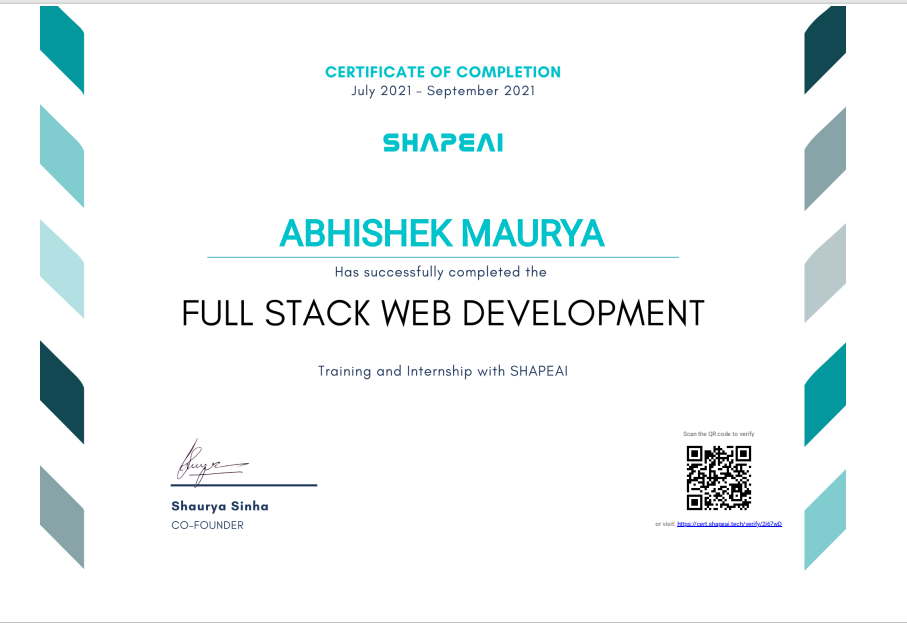 CERTIFICATE OF COMPLETION
July 2021 - September 2021
SHAPEAI
ABHISHEK MAURYA
Has successfully completed the
FULL STACK WEB DEVELOPMENT
Training and Internship with SHAPEAI
Shaurya Sinha
CO-FOUNDER
Scan the QR code to verify
or visit: https://cert.shapeai.tech/verify/2i67wD